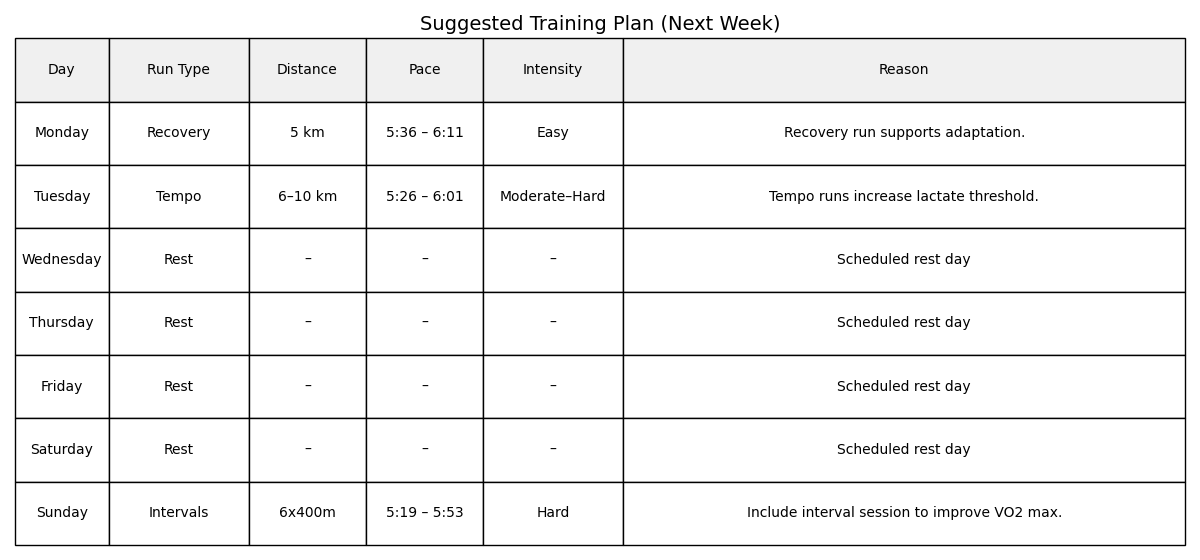 Suggested Training Plan (Next Week)
Day Run Type Distance Pace Intensity Reason
Monday Recovery 5 km 5:36 – 6:11 Easy Recovery run supports adaptation.
Tuesday Tempo 6–10 km 5:26 – 6:01 Moderate–Hard Tempo runs increase lactate threshold.
Wednesday Rest – – – Scheduled rest day
Thursday Rest – – – Scheduled rest day
Friday Rest – – – Scheduled rest day
Saturday Rest – – – Scheduled rest day
Sunday Intervals 6x400m 5:19 – 5:53 Hard Include interval session to improve VO2 max.